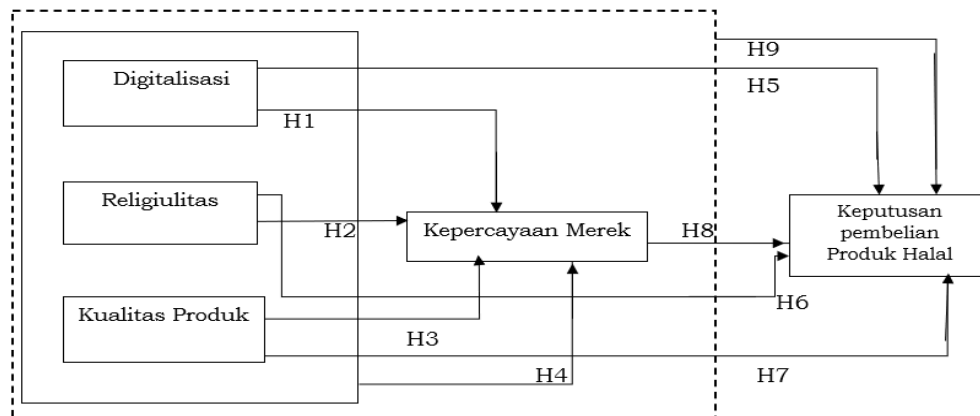 H9
Digitalisasi
H5
H1
Religiulitas
Keputusan
pembelian
Produk Halal
H2
Kepercayaan Merek
H8
Kualitas Produk
H6
H3
H4
H7